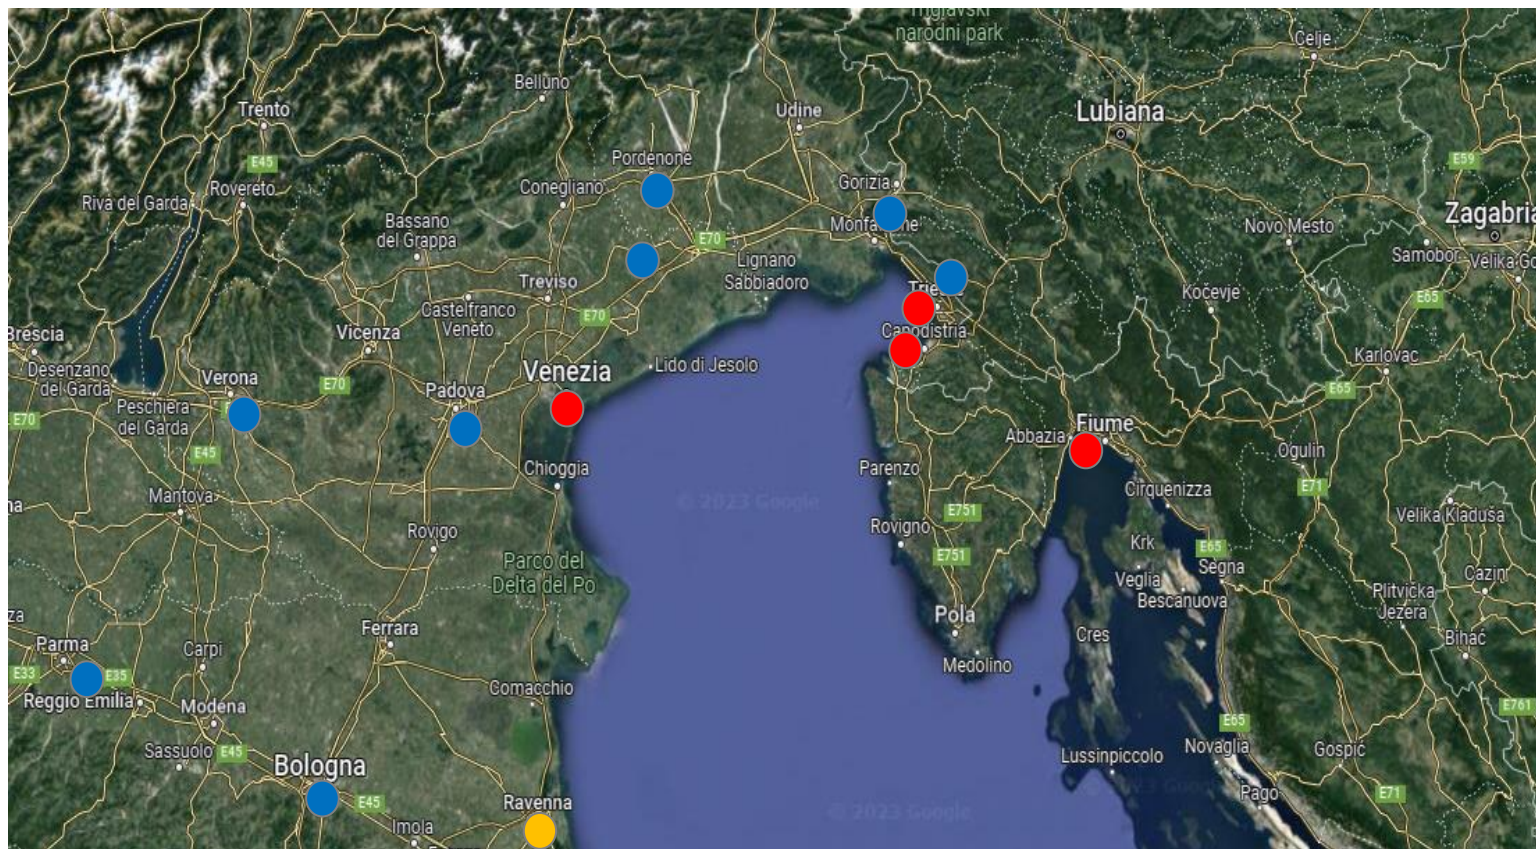 narodni park
Celje
Belluno
Trento
Udine
Lubiana
E45
Pordenone
E59
Riva del Garda
Rovereto
Conegliano
Gorizia
Bassano
del Grappa
Novo Mesto
Zagabria
E70
Lignano
Sabbiadoro
Samobor
Velika Go
Treviso
Castelfranco
Veneto
E70
Kočevje
E65
Brescia
Vicenza
Capodistria
Desenzano
del Garda
Verona
E70
Venezia
Lido di Jesolo
Karlovac
Padova
E65
Peschiera
del Garda
E70
E45
Abbazia
Fiume
Chioggia
Parenzo
Ogulin
Mantova
© 2023 Google
Cirquenizza
E71
E751
Velika Kladuša
Rovigo
Rovigno
Krk
E65
Parco del
Delta del Po
E751
Veglia
Segna
Bescanuova
Plitvička
Jezera
Cazin
za
Ferrara
Pola
Cres
Bihać
Parma
Carpi
Medolino
E33
E35
Reggio Emilia
Comacchio
Modena
E761
E65
Sassuolo
E45
Lussinpiccolo
Novaglia
Gospić
Bologna
Pago
E71
E45
Ravenna
© 2023 Google
Imola